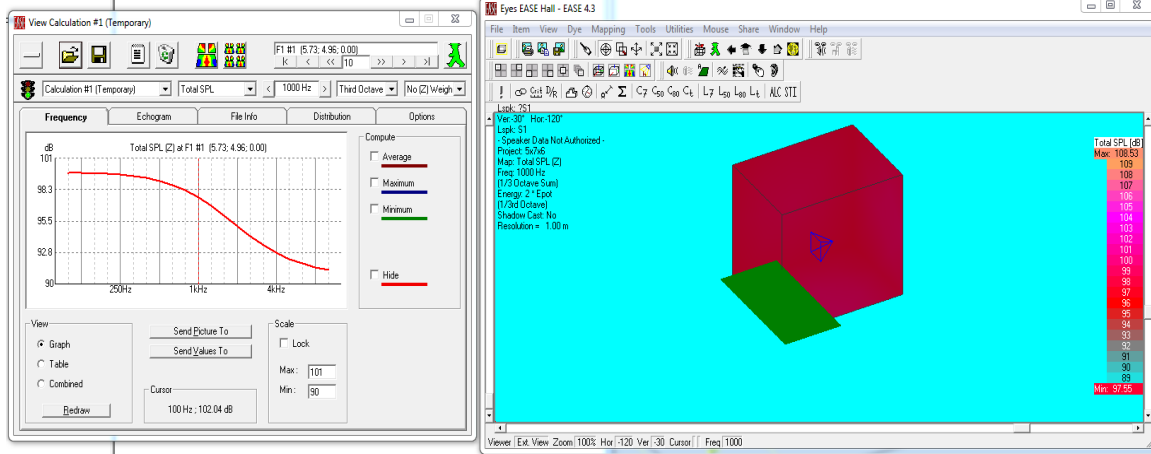 View Calculation #1 (Temporary)
F1 #1 (5.73; 4.96; 0.00)
10
Calculation #1 (Temporary)
Total SPL
1000 Hz
Third Octave
No (Z) Weigh
Frequency
Echogram
File Info
Distribution
Options
dB
Total SPL (Z) at F1 #1 (5.73; 4.96; 0.00)
101
98.3
95.5
92.8
90
250Hz
1kHz
4kHz
Compute
Average
Maximum
Minimum
Hide
View
Graph
Table
Combined
Redraw
Send Picture To
Send Values To
Cursor
100 Hz ; 102.04 dB
Scale
Lock
Max : 101
Min : 90
Eyes EASE Hall - EASE 4.3
File Item View Dye Mapping Tools Utilities Mouse Share Window Help
C7 C50 C80 Ct L7 L50 L80 Lt ALC STI
Lspk: ?S1
Ver:-30° Hor:-120°
Lspk: S1
- Speaker Data Not Authorized -
Project: 5x7x6
Map: Total SPL (Z)
Freq: 1000 Hz
(1/3 Octave Sum)
Energy: 2 * Epot
(1/3rd Octave)
Shadow Cast: No
Resolution = 1.00 m
Total SPL [dB]
Max: 108.53
109
108
107
106
105
104
103
102
101
100
99
98
97
96
95
94
93
92
91
90
89
Min: 97.55
Viewer Ext. View Zoom 100% Hor -120 Ver -30 Cursor Freq 1000